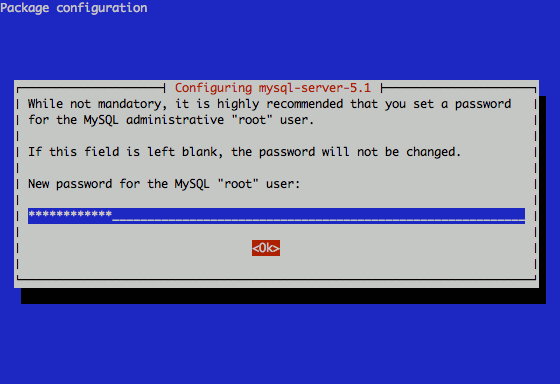 Package configuration
Configuring mysql-server-5.1
While not mandatory, it is highly recommended that you set a password
for the MySQL administrative "root" user.
If this field is left blank, the password will not be changed.
New password for the MySQL "root" user:
************
<Ok>